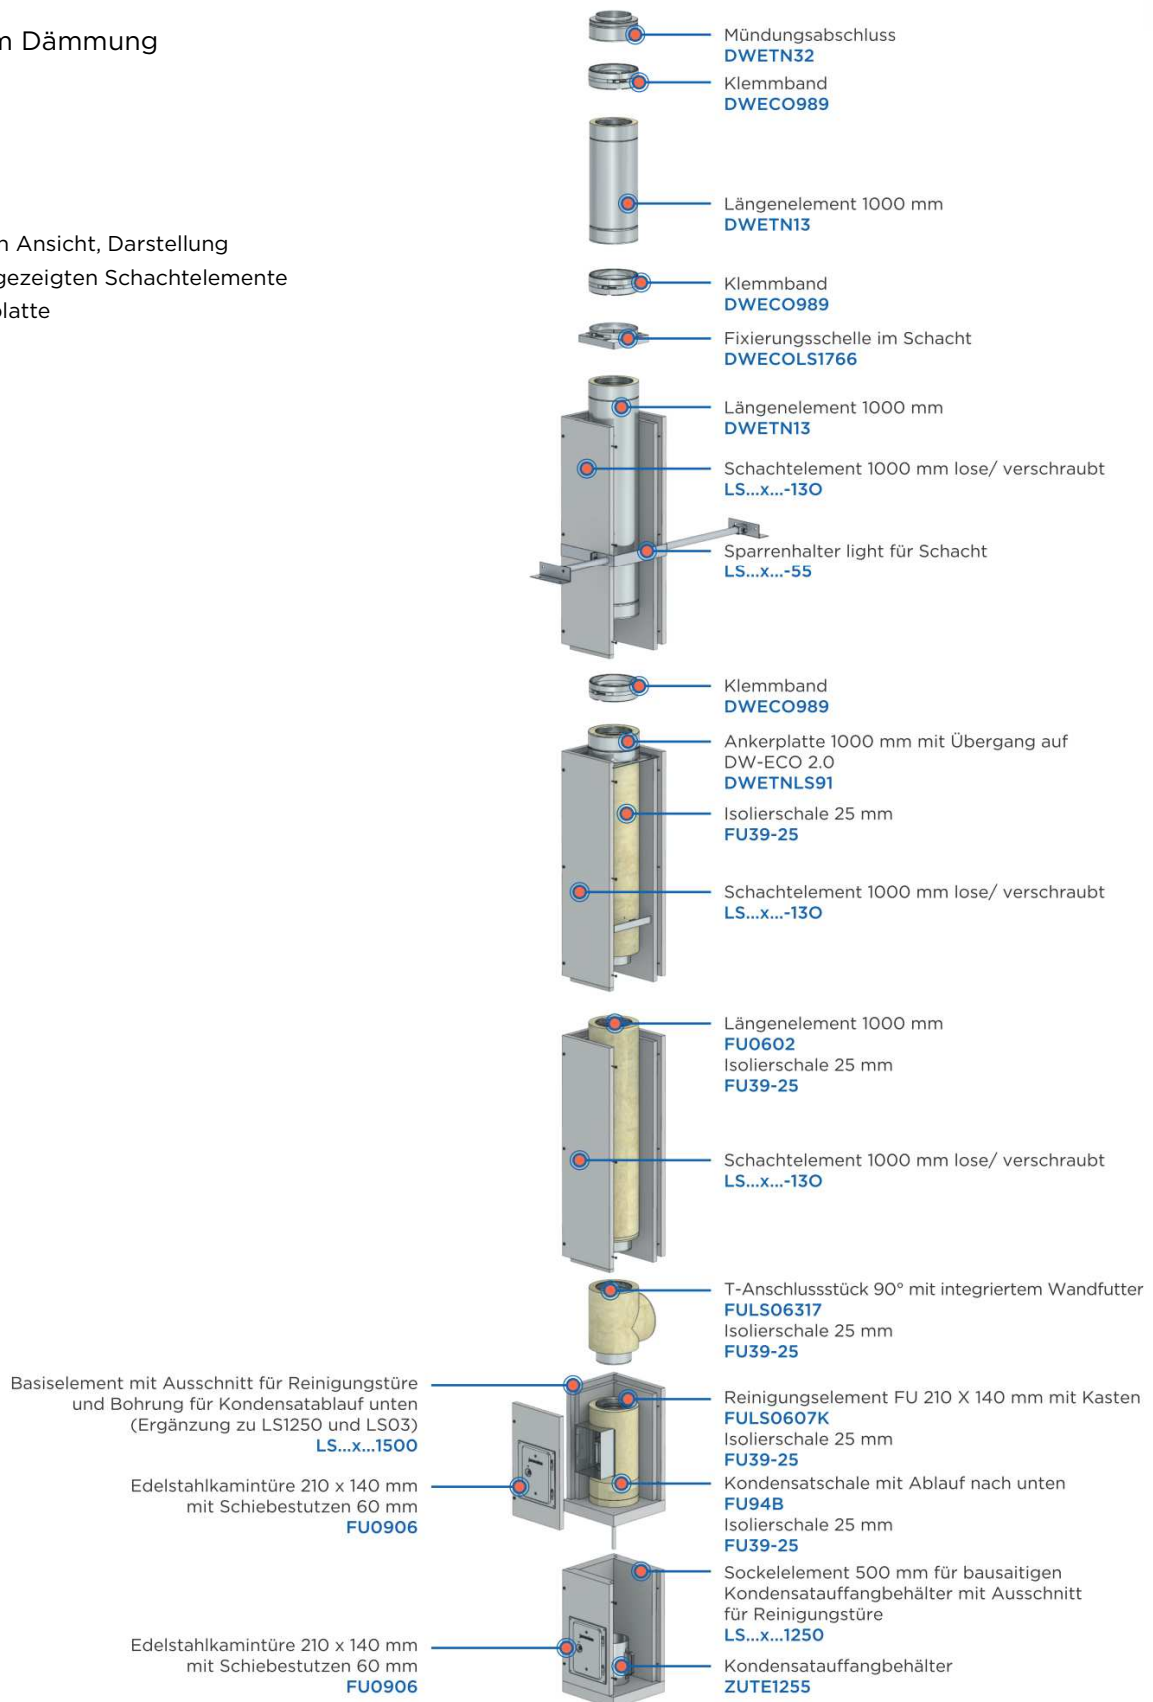 m Dämmung
n Ansicht, Darstellung
gezeigten Schachtelemente
platte
Mündungsabschluss
DWETN32
Klemmband
DWECO989
Längenelement 1000 mm
DWETN13
Klemmband
DWECO989
Fixierungsschelle im Schacht
DWECOLS1766
Längenelement 1000 mm
DWETN13
Schachtelement 1000 mm lose/ verschraubt
LS...x...-13O
Sparrenhalter light für Schacht
LS...x...-55
Klemmband
DWECO989
Ankerplatte 1000 mm mit Übergang auf
DW-ECO 2.0
DWETNLS91
Isolierschale 25 mm
FU39-25
Schachtelement 1000 mm lose/ verschraubt
LS...x...-13O
Längenelement 1000 mm
FU0602
Isolierschale 25 mm
FU39-25
Schachtelement 1000 mm lose/ verschraubt
LS...x...-13O
T-Anschlussstück 90° mit integriertem Wandfutter
FULS06317
Isolierschale 25 mm
FU39-25
Basiselement mit Ausschnitt für Reinigungstüre
und Bohrung für Kondensatablauf unten
(Ergänzung zu LS1250 und LS03)
LS...x...1500
Edelstahlkamintüre 210 x 140 mm
mit Schiebestutzen 60 mm
FU0906
Reinigungselement FU 210 X 140 mm mit Kasten
FULS0607K
Isolierschale 25 mm
FU39-25
Kondensatschale mit Ablauf nach unten
FU94B
Isolierschale 25 mm
FU39-25
Sockelelement 500 mm für bausaitigen
Kondensatauffangbehälter mit Ausschnitt
für Reinigungstüre
LS...x...1250
Edelstahlkamintüre 210 x 140 mm
mit Schiebestutzen 60 mm
FU0906
Kondensatauffangbehälter
ZUTE1255